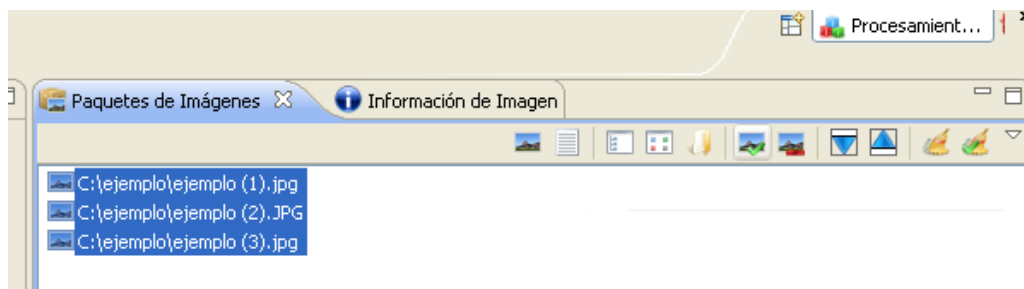 Procesamient...
Paquetes de Imágenes
Información de Imagen
C:\ejemplo\ejemplo (1).jpg
C:\ejemplo\ejemplo (2).JPG
C:\ejemplo\ejemplo (3).jpg